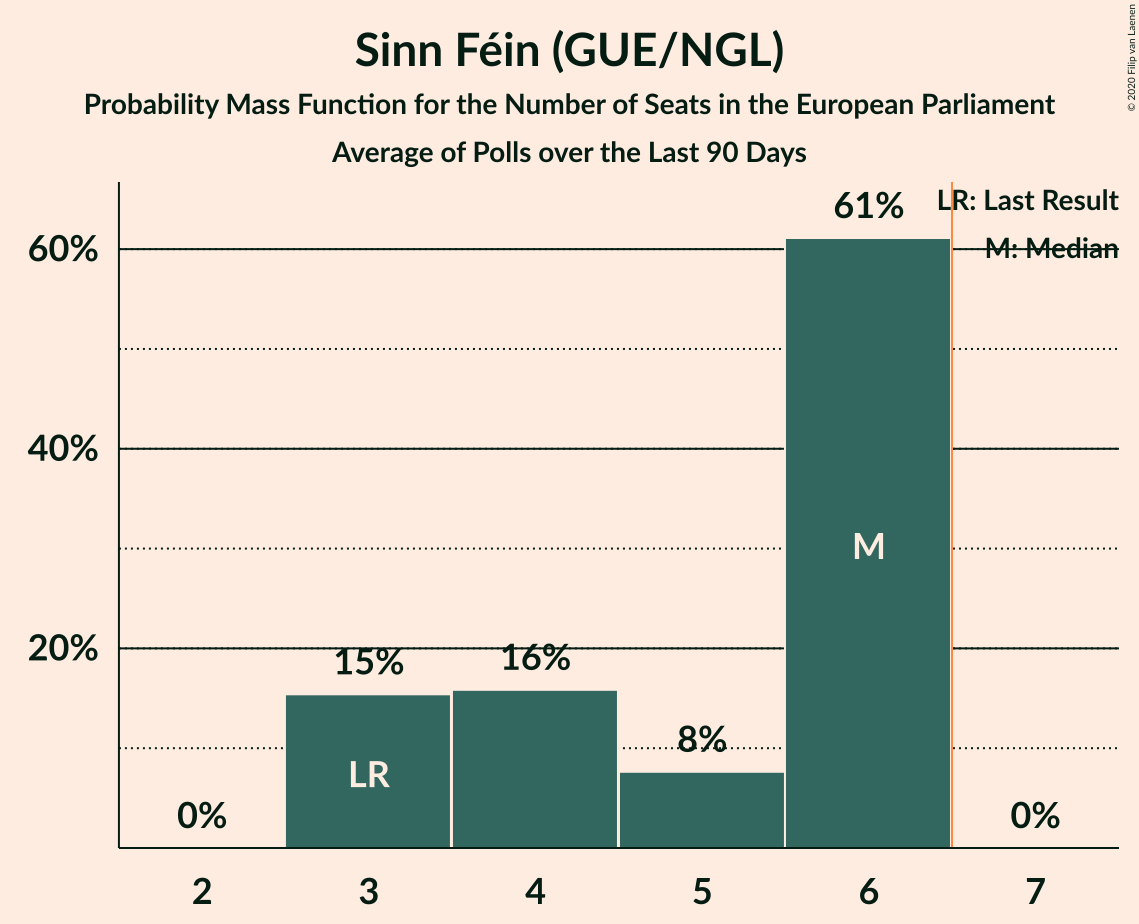 Sinn Féin (GUE/NGL)
Probability Mass Function for the Number of Seats in the European Parliament
Average of Polls over the Last 90 Days
© 2020 Filip van Laenen
LR: Last Result
M: Median
60%
40%
20%
0%
15%
16%
8%
61%
0%
LR
M
2 3 4 5 6 7